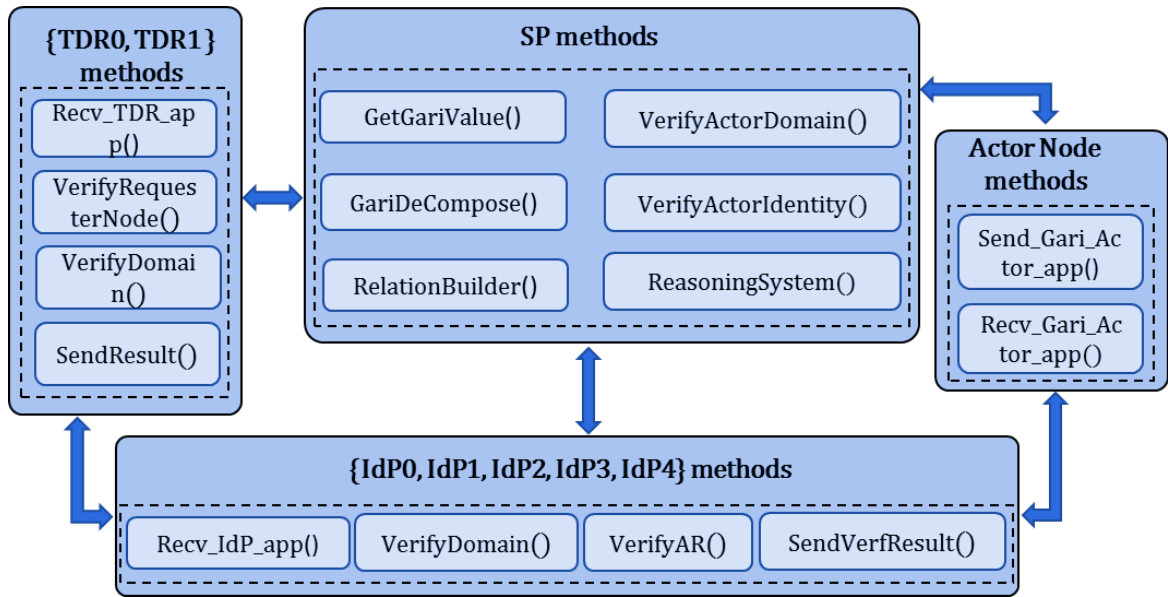 {TDR0, TDR1}
methods
Recv_TDR_ap
p()
VerifyReques
terNode()
VerifyDomai
n()
SendResult()
SP methods
GetGariValue()
VerifyActorDomain()
GariDeCompose()
VerifyActorIdentity()
RelationBuilder()
ReasoningSystem()
Actor Node
methods
Send_Gari_Ac
tor_app()
Recv_Gari_Ac
tor_app()
{IdP0, IdP1, IdP2, IdP3, IdP4} methods
Recv_IdP_app()
VerifyDomain()
VerifyAR()
SendVerfResult()